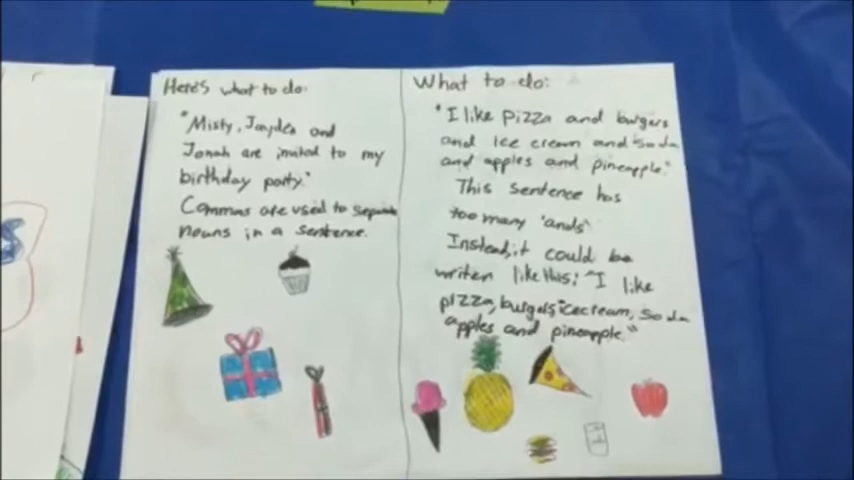 Here's what to do:
"Misty, Jayden and
Jonah are invited to my
birthday party."
Commas are used to separate
nouns in a sentence.
What to do:
"I like pizza and burgers
and ice cream and soda
and apples and pineapple."
This sentence has
too many "ands"
Instead, it could be
writen like this: "I like
pizza, burgers, icecream, soda
apples and pineapple."